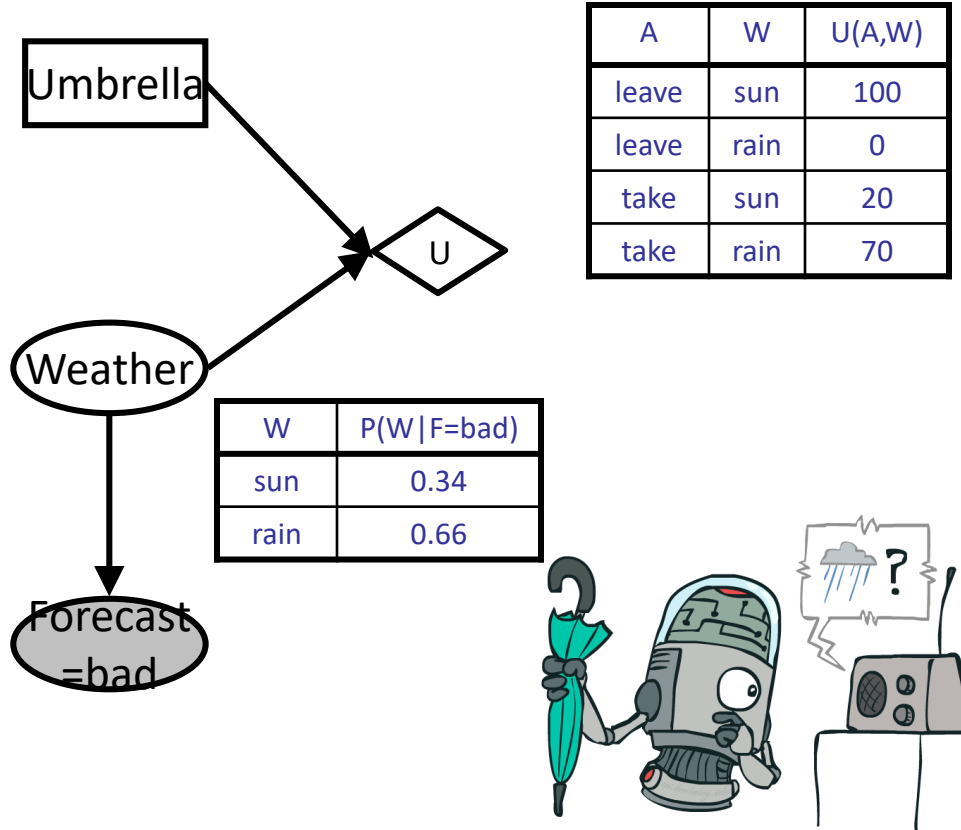 Umbrella
A W U(A,W)
leave sun 100
leave rain 0
take sun 20
take rain 70
U
Weather
W P(W|F=bad)
sun 0.34
rain 0.66
Forecast
=bad
?